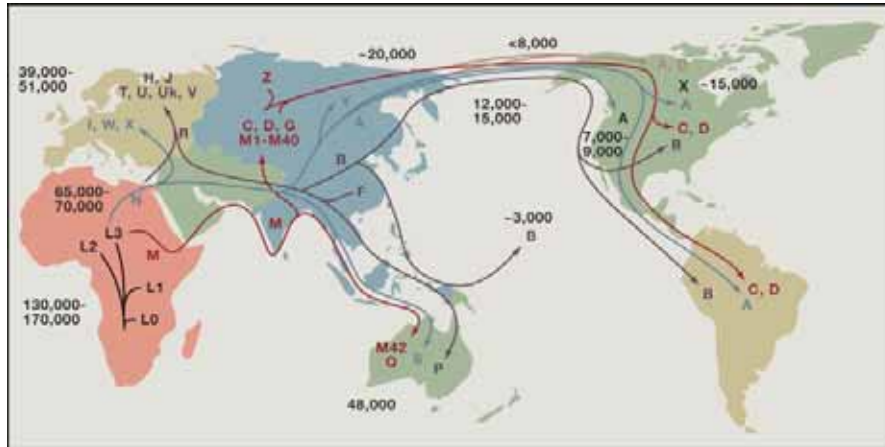 ~20,000
<8,000
39,000-
51,000
H, J
T, U, Uk, V
Z
X
~15,000
A
I, W, X
C, D, G
M1-M40
12,000-
15,000
A
7,000-
9,000
C, D
B
R
B
F
65,000-
70,000
N
M
~3,000
B
L3
L2
M
L1
L0
130,000-
170,000
B
C, D
A
M42
Q
S
P
48,000